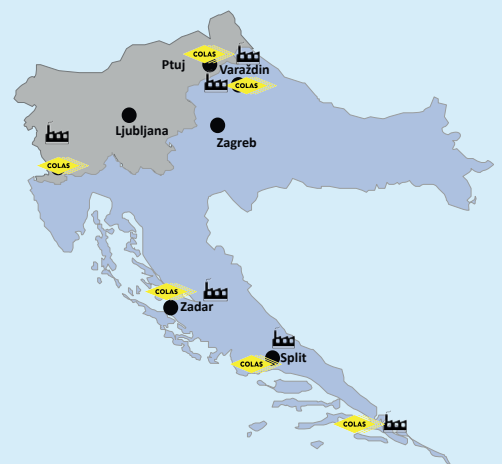 COLAS
Ptuj
Varaždin
COLAS
Ljubljana
Zagreb
COLAS
COLAS
Zadar
Split
COLAS
COLAS